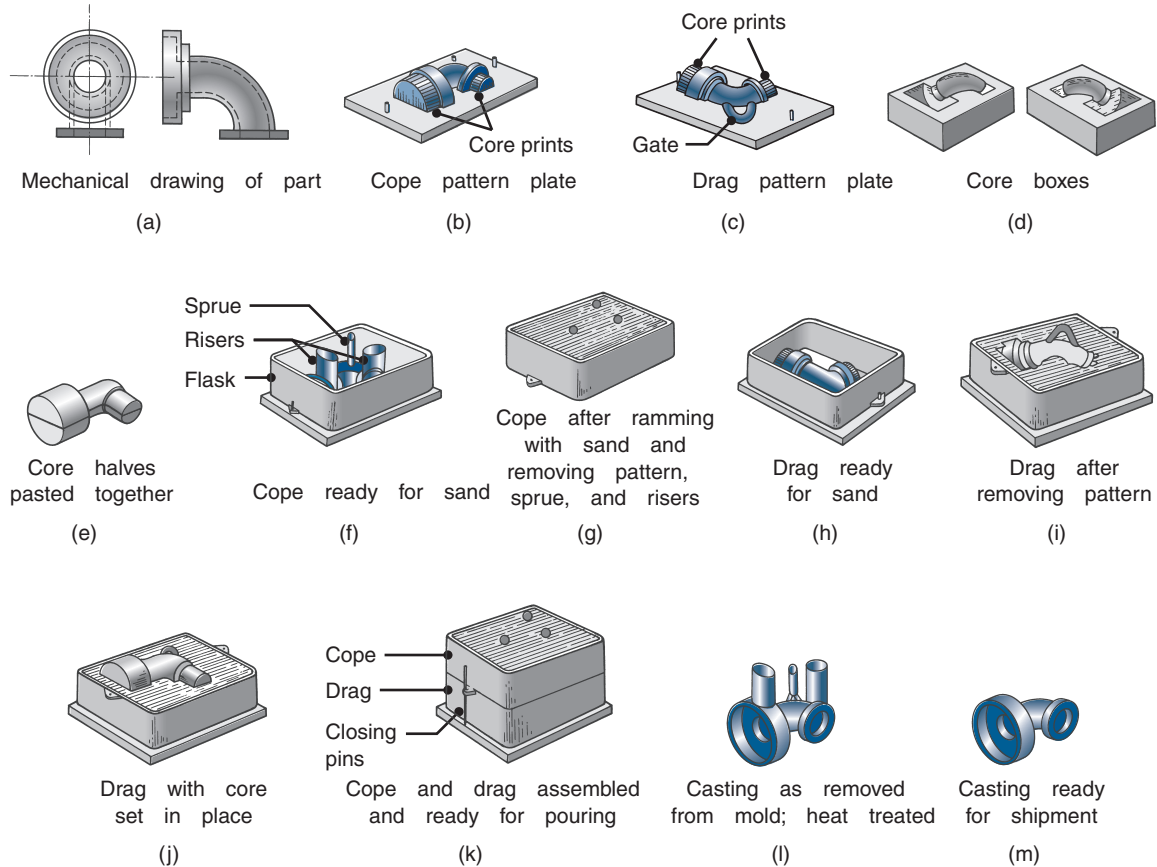 Mechanical drawing of part
(a)
Core prints
Cope pattern plate
(b)
Core prints
Gate
Drag pattern plate
(c)
Core boxes
(d)
Core halves
pasted together
(e)
Sprue
Risers
Flask
Cope ready for sand
(f)
Cope after ramming
with sand and
removing pattern,
sprue, and risers
(g)
Drag ready
for sand
(h)
Drag after
removing pattern
(i)
Drag with core
set in place
(j)
Cope
Drag
Closing
pins
Cope and drag assembled
and ready for pouring
(k)
Casting as removed
from mold; heat treated
(l)
Casting ready
for shipment
(m)